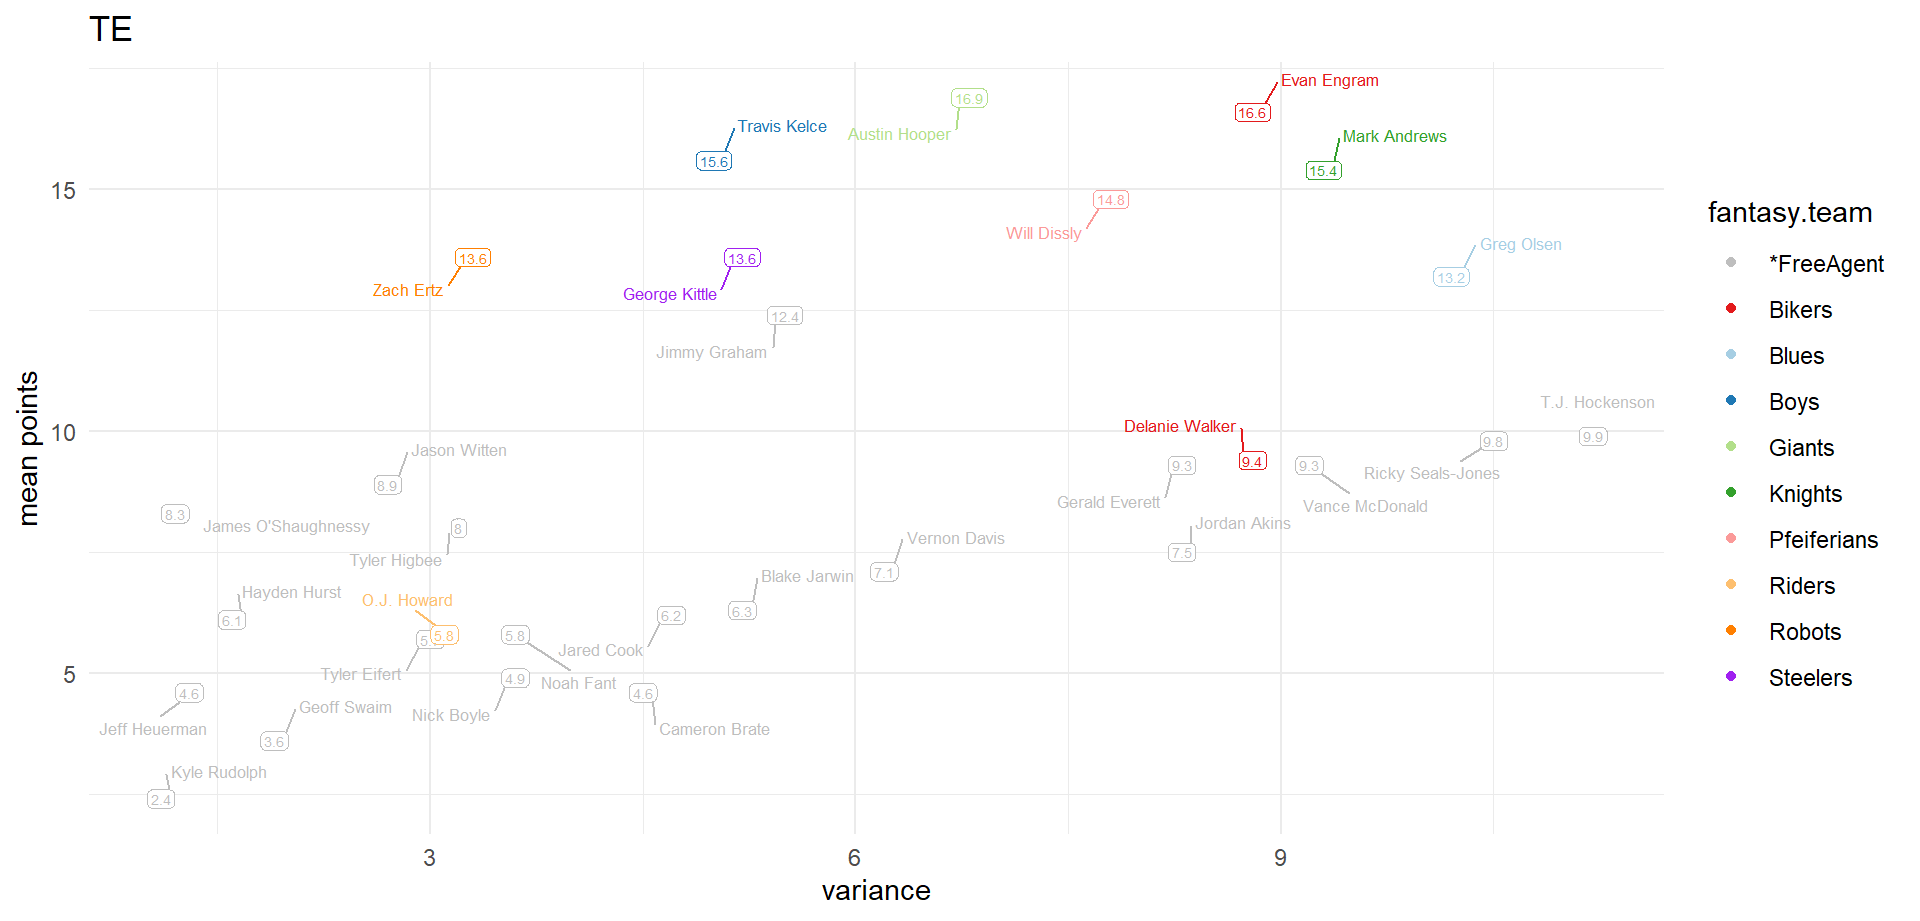 TE
Evan Engram
16.9
16.6
Travis Kelce
Austin Hooper
Mark Andrews
15.6
15.4
15
14.8
Will Dissly
Greg Olsen
13.6
13.6
13.2
Zach Ertz
George Kittle
12.4
Jimmy Graham
T.J. Hockenson
Delanie Walker
10
9.9
9.8
Jason Witten
9.4
9.3
9.3
Ricky Seals-Jones
8.9
Gerald Everett
Vance McDonald
8.3
James O'Shaughnessy
8
Jordan Akins
Vernon Davis
7.5
Tyler Higbee
7.1
Blake Jarwin
Hayden Hurst
O.J. Howard
6.3
6.2
6.1
5.8
5.8
Jared Cook
Tyler Eifert
5
4.9
Noah Fant
4.6
4.6
Geoff Swaim
Nick Boyle
Jeff Heuerman
Cameron Brate
3.6
Kyle Rudolph
2.4
3
6
9
variance
mean points
fantasy.team
*FreeAgent
Bikers
Blues
Boys
Giants
Knights
Pfeiferians
Riders
Robots
Steelers